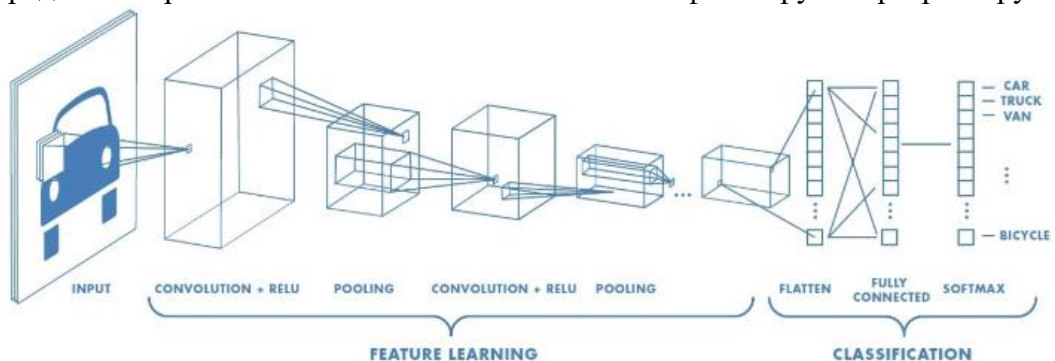 CAR
TRUCK
VAN
BICYCLE
INPUT
CONVOLUTION + RELU
POOLING
CONVOLUTION + RELU
POOLING
FLATTEN
FULLY
CONNECTED
SOFTMAX
FEATURE LEARNING
CLASSIFICATION